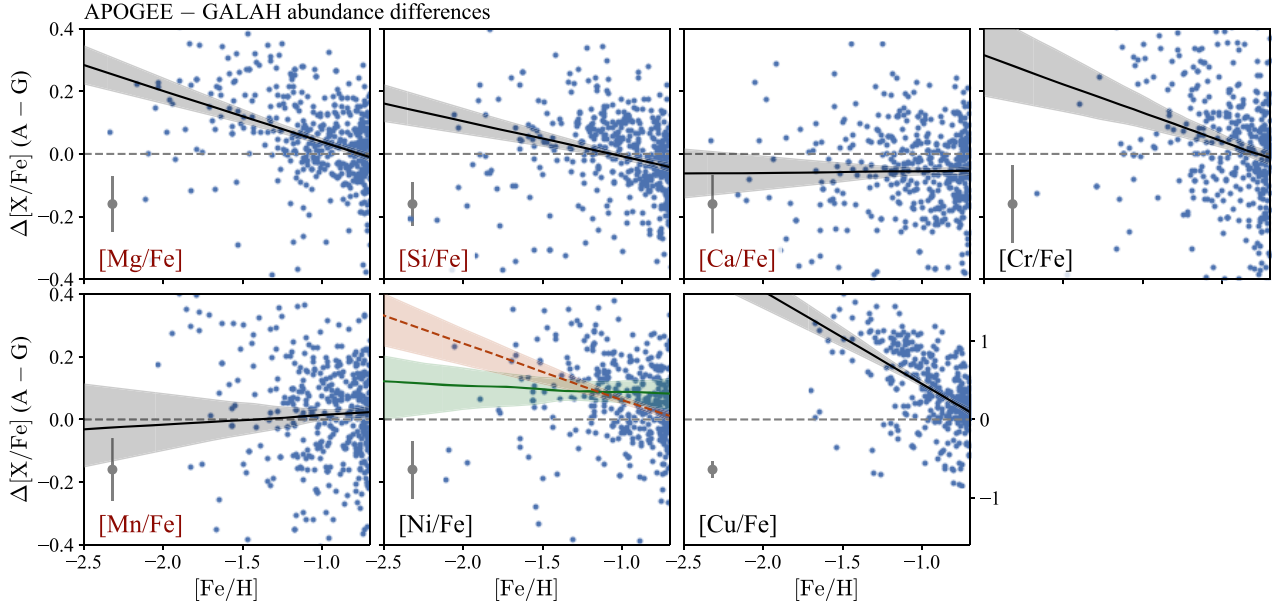 APOGEE − GALAH abundance differences
0.4
0.2
0.0
−0.2
−0.4
Δ[X/Fe] (A − G)
[Mg/Fe]
[Si/Fe]
[Ca/Fe]
[Cr/Fe]
0.4
0.2
0.0
−0.2
−0.4
Δ[X/Fe] (A − G)
[Mn/Fe]
[Ni/Fe]
[Cu/Fe]
1
0
−1
−2.5 −2.0 −1.5 −1.0 −2.5 −2.0 −1.5 −1.0 −2.5 −2.0 −1.5 −1.0
[Fe/H] [Fe/H] [Fe/H]